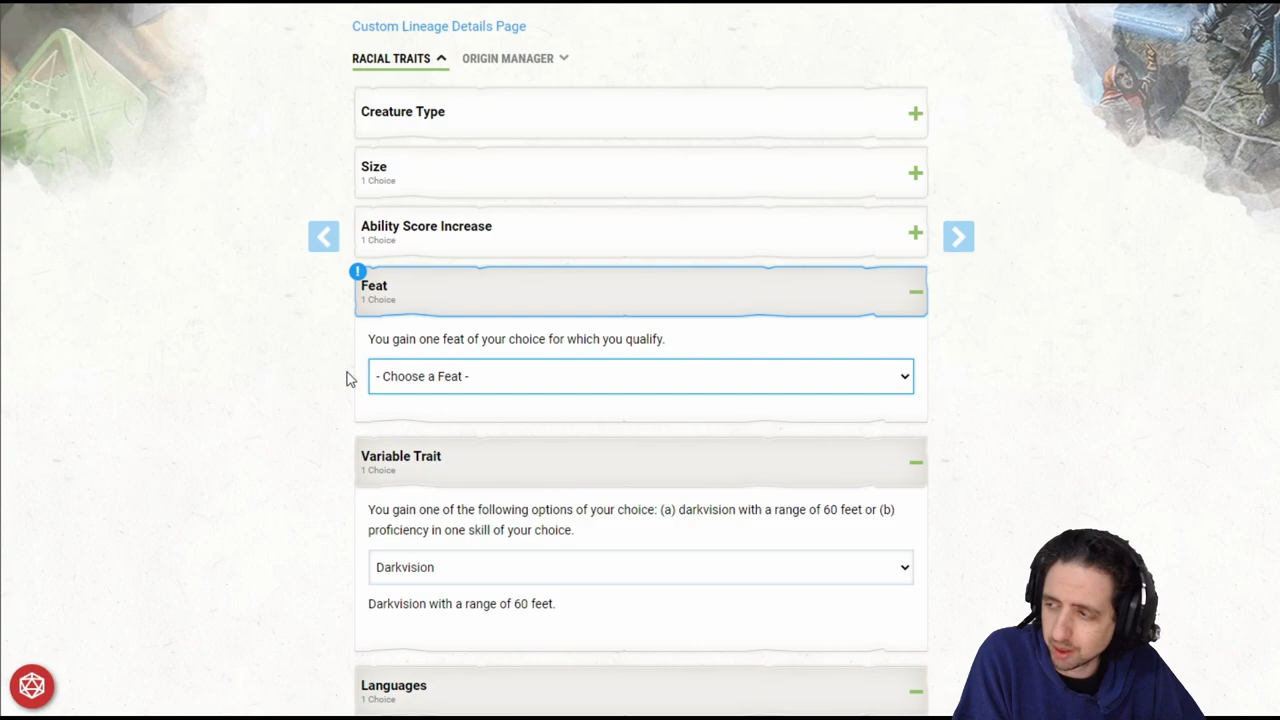 Custom Lineage Details Page
RACIAL TRAITS
ORIGIN MANAGER
Creature Type
Size
1 Choice
Ability Score Increase
1 Choice
!
Feat
1 Choice
You gain one feat of your choice for which you qualify.
- Choose a Feat -
Variable Trait
1 Choice
You gain one of the following options of your choice: (a) darkvision with a range of 60 feet or (b)
proficiency in one skill of your choice.
Darkvision
Darkvision with a range of 60 feet.
Languages
1 Choice